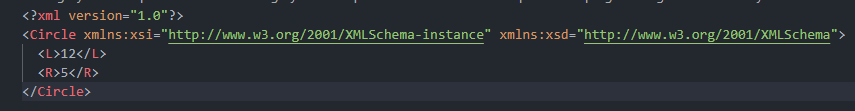 <?xml version="1.0"?>
<Circle xmlns:xsi="http://www.w3.org/2001/XMLSchema-instance" xmlns:xsd="http://www.w3.org/2001/XMLSchema">
  <L>12</L>
  <R>5</R>
</Circle>